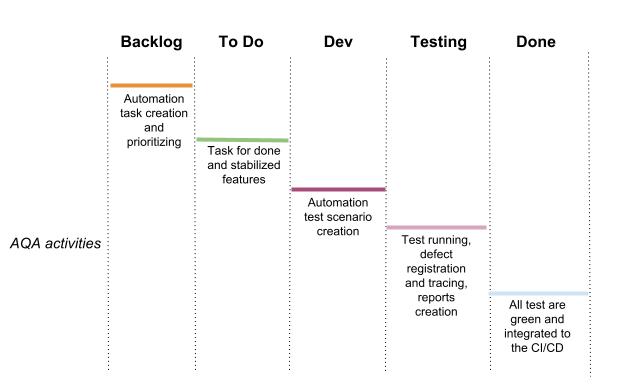 Backlog
To Do
Dev
Testing
Done
Automation
task creation
and
prioritizing
Task for done
and stabilized
features
Automation
test scenario
creation
AQA activities
Test running,
defect
registration
and tracing,
reports
creation
All test are
green and
integrated to
the CI/CD